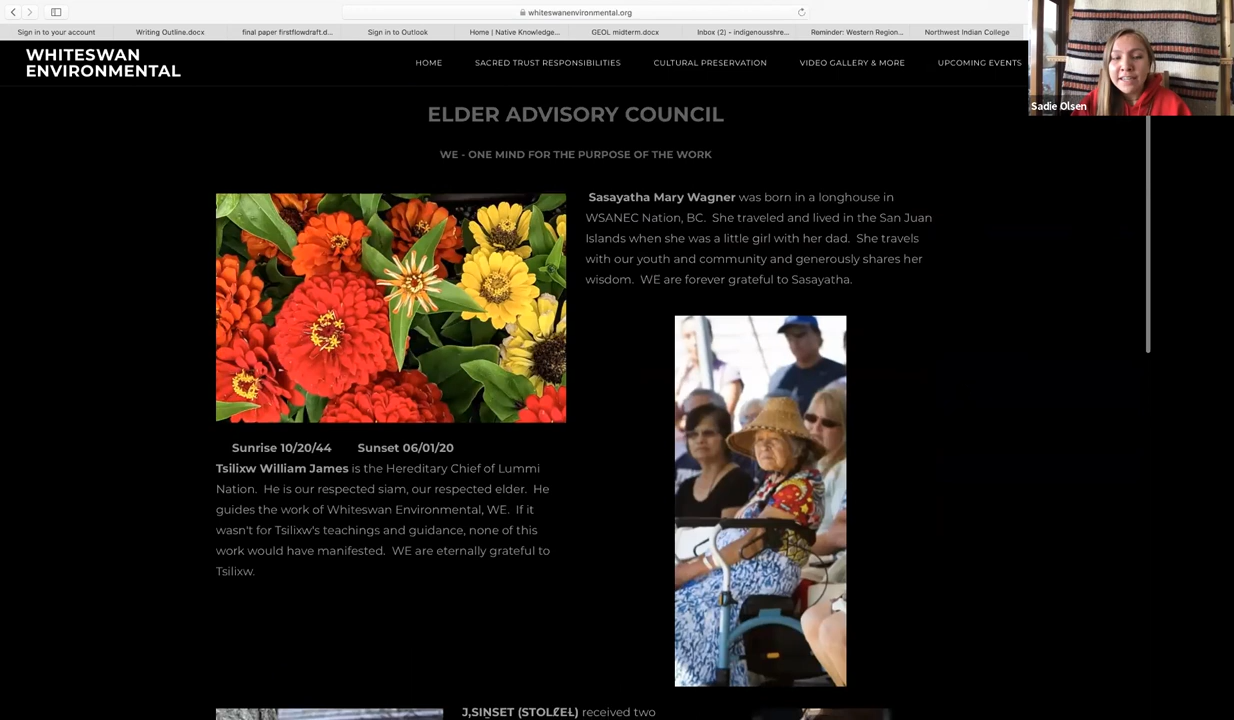 whiteswanenvironmental.org
Sign in to your account
Writing Outline.docx
final paper firstflowdraft.d...
Sign in to Outlook
Home | Native Knowledge...
GEOL midterm.docx
Inbox (2) - indigenousshre...
Reminder: Western Region...
Northwest Indian College
WHITESWAN
ENVIRONMENTAL
HOME
SACRED TRUST RESPONSIBILITIES
CULTURAL PRESERVATION
VIDEO GALLERY & MORE
UPCOMING EVENTS
Sadie Olsen
ELDER ADVISORY COUNCIL
WE - ONE MIND FOR THE PURPOSE OF THE WORK
Sasayatha Mary Wagner was born in a longhouse in
WSANEC Nation, BC. She traveled and lived in the San Juan
Islands when she was a little girl with her dad. She travels
with our youth and community and generously shares her
wisdom. WE are forever grateful to Sasayatha.
Sunrise 10/20/44 Sunset 06/01/20
Tsilixw William James is the Hereditary Chief of Lummi
Nation. He is our respected siam, our respected elder. He
guides the work of Whiteswan Environmental, WE. If it
wasn't for Tsilixw's teachings and guidance, none of this
work would have manifested. WE are eternally grateful to
Tsilixw.
received two